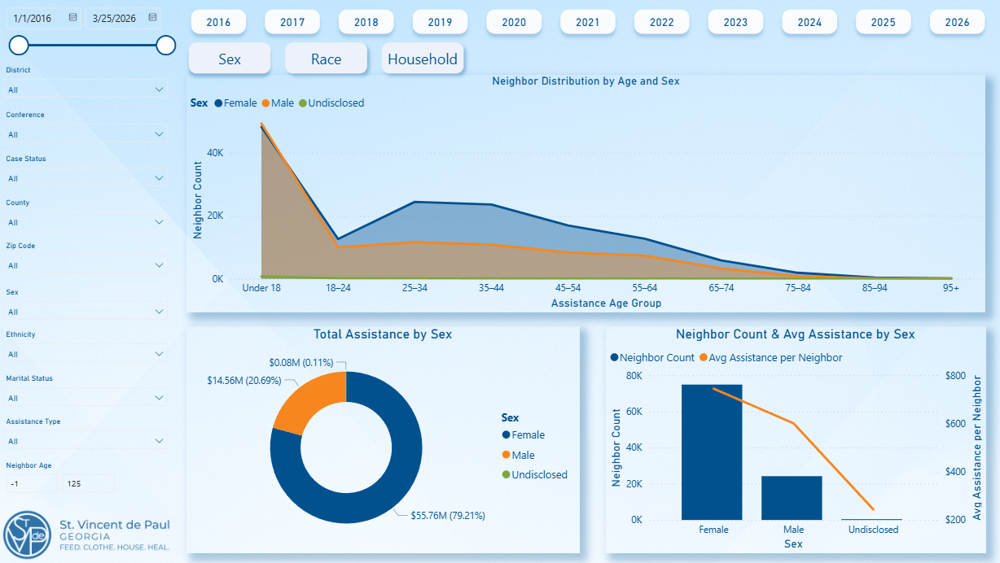 1/1/2016
3/25/2026
2016
2017
2018
2019
2020
2021
2022
2023
2024
2025
2026
Sex
Race
Household
District
All
Conference
All
Case Status
All
County
All
Zip Code
All
Sex
All
Ethnicity
All
Marital Status
All
Assistance Type
All
Neighbor Age
-1
125
STVdeP
St. Vincent de Paul
GEORGIA
FEED. CLOTHE. HOUSE. HEAL.
Neighbor Distribution by Age and Sex
Sex
Female
Male
Undisclosed
Neighbor Count
40K
20K
0K
Under 18
18–24
25–34
35–44
45–54
55–64
65–74
75–84
85–94
95+
Assistance Age Group
Total Assistance by Sex
$0.08M (0.11%)
$14.56M (20.69%)
$55.76M (79.21%)
Sex
Female
Male
Undisclosed
Neighbor Count & Avg Assistance by Sex
Neighbor Count
Avg Assistance per Neighbor
Neighbor Count
80K
60K
40K
20K
0K
$800
$600
$400
$200
Avg Assistance per Neighbor
Female
Male
Undisclosed
Sex